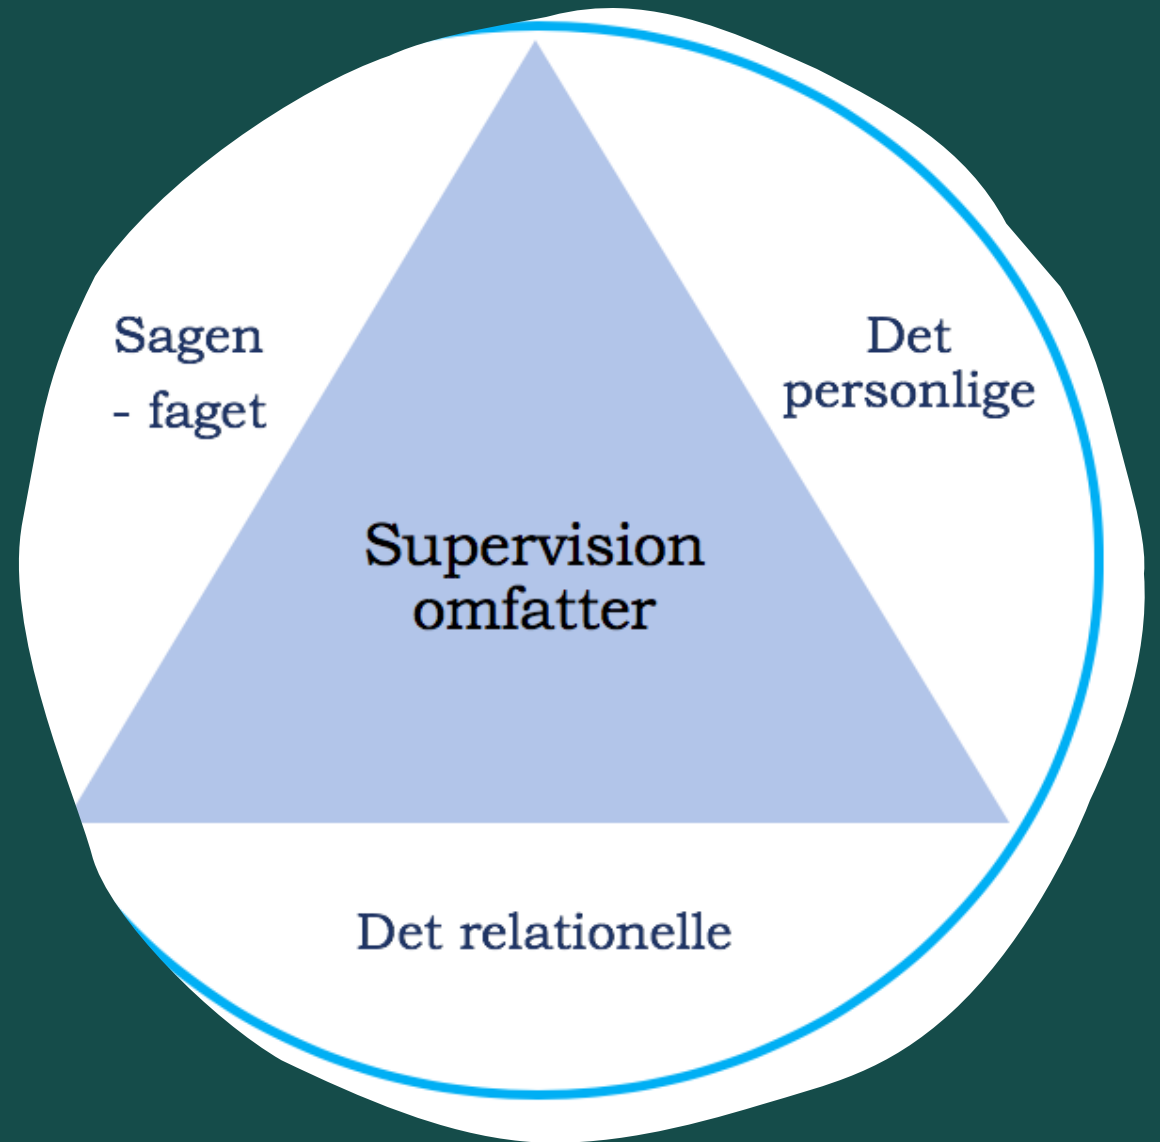 Sagen
- faget
Det
personlige
Supervision
omfatter
Det relationelle